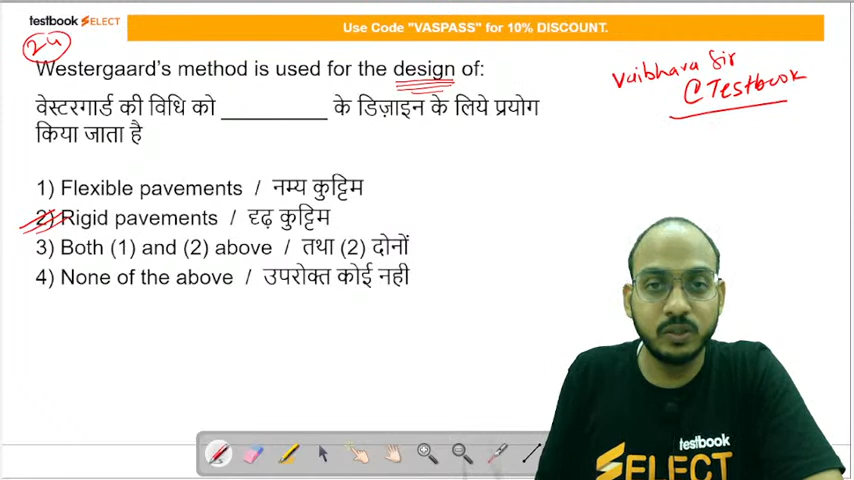 testbook SELECT
Use Code "VASPASS" for 10% DISCOUNT.
24
Westergaard's method is used for the design of:
Vaibhava Sir
@Testbook
वेस्टरगार्ड की विधि को _________ के डिज़ाइन के लिये प्रयोग
किया जाता है
1) Flexible pavements / नम्य कुट्टिम
2) Rigid pavements / दृढ़ कुट्टिम
3) Both (1) and (2) above / तथा (2) दोनों
4) None of the above / उपरोक्त कोई नही
testbook
SELECT